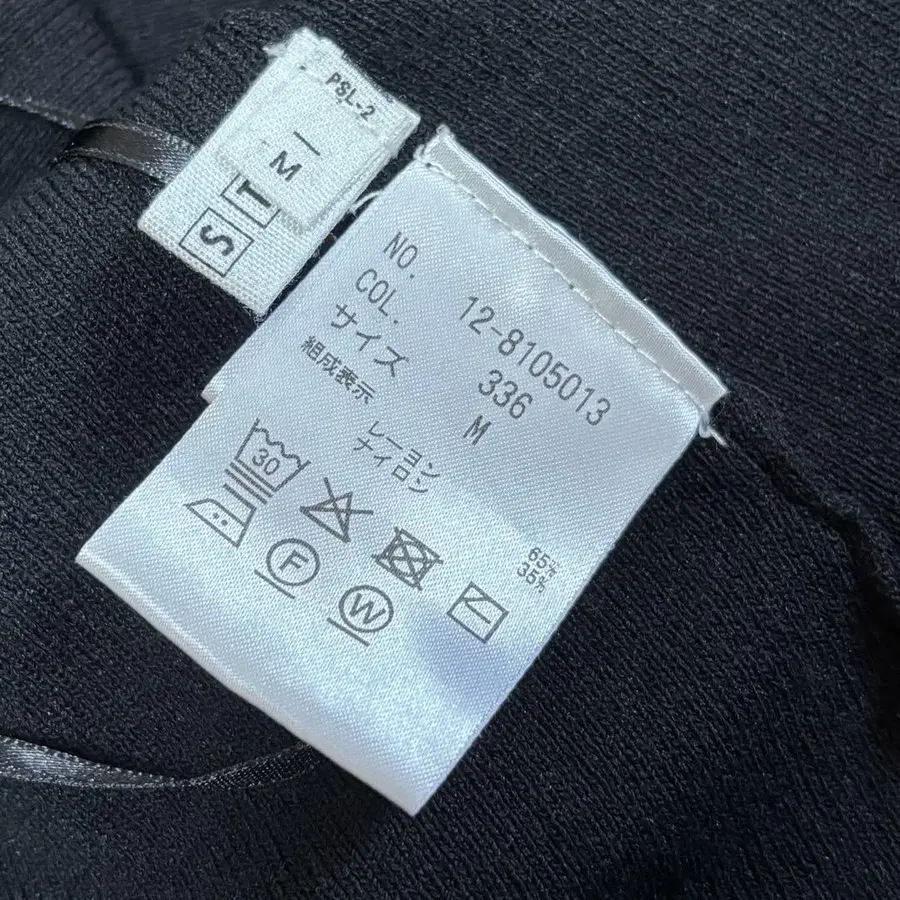 PSL-2
M
S T
NO. 12-8105013
COL. 336
サイズ M
組成表示
レーヨン 65%
ナイロン 35%
30
F
W